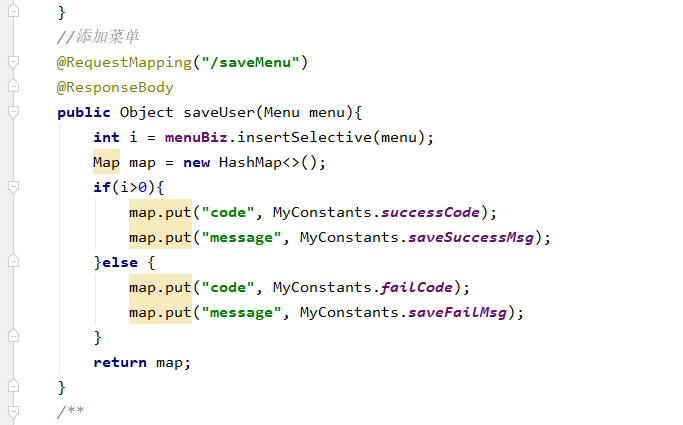 }
//添加菜单
@RequestMapping("/saveMenu")
@ResponseBody
public Object saveUser(Menu menu){
int i = menuBiz.insertSelective(menu);
Map map = new HashMap<>();
if(i>0){
map.put("code", MyConstants.successCode);
map.put("message", MyConstants.saveSuccessMsg);
}else {
map.put("code", MyConstants.failCode);
map.put("message", MyConstants.saveFailMsg);
}
return map;
}
/**